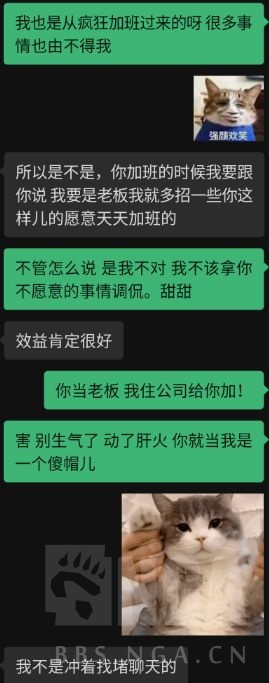 我也是从疯狂加班过来的呀 很多事
情也由不得我
强颜欢笑
所以是不是，你加班的时候我要跟
你说 我要是老板我就多招一些你这
样儿的愿意天天加班的
不管怎么说 是我不对 我不该拿你
不愿意的事情调侃。甜甜
效益肯定很好
你当老板 我住公司给你加！
害 别生气了 动了肝火 你就当我是
一个傻帽儿
BBS.NGA.CN
我不是冲着找堵聊天的